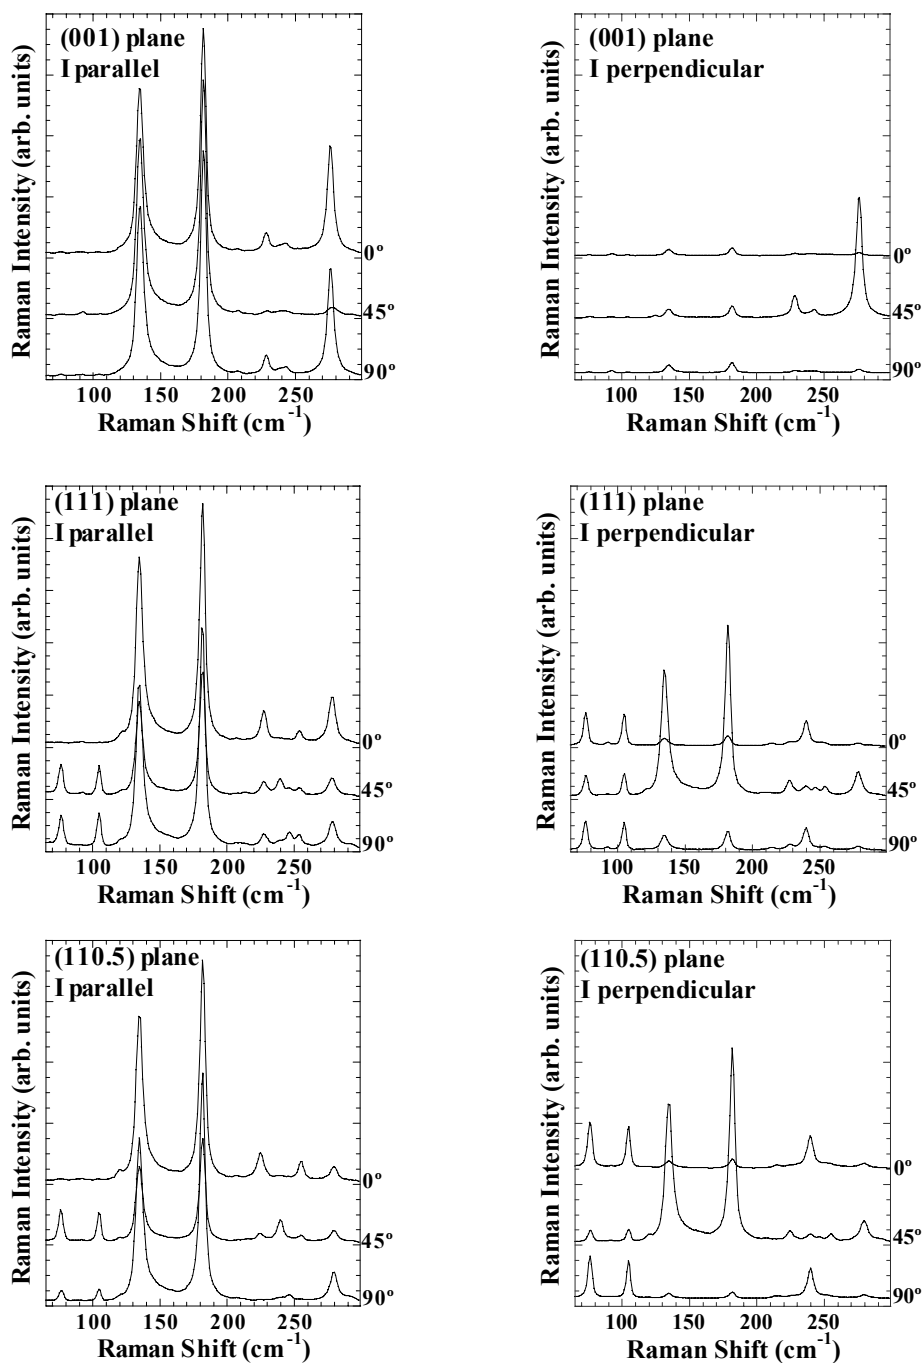 (001) plane
I parallel
Raman Intensity (arb. units)
0º
45º
90º
100 150 200 250
Raman Shift (cm-1)
(001) plane
I perpendicular
Raman Intensity (arb. units)
0º
45º
90º
100 150 200 250
Raman Shift (cm-1)
(111) plane
I parallel
Raman Intensity (arb. units)
0º
45º
90º
100 150 200 250
Raman Shift (cm-1)
(111) plane
I perpendicular
Raman Intensity (arb. units)
0º
45º
90º
100 150 200 250
Raman Shift (cm-1)
(110.5) plane
I parallel
Raman Intensity (arb. units)
0º
45º
90º
100 150 200 250
Raman Shift (cm-1)
(110.5) plane
I perpendicular
Raman Intensity (arb. units)
0º
45º
90º
100 150 200 250
Raman Shift (cm-1)